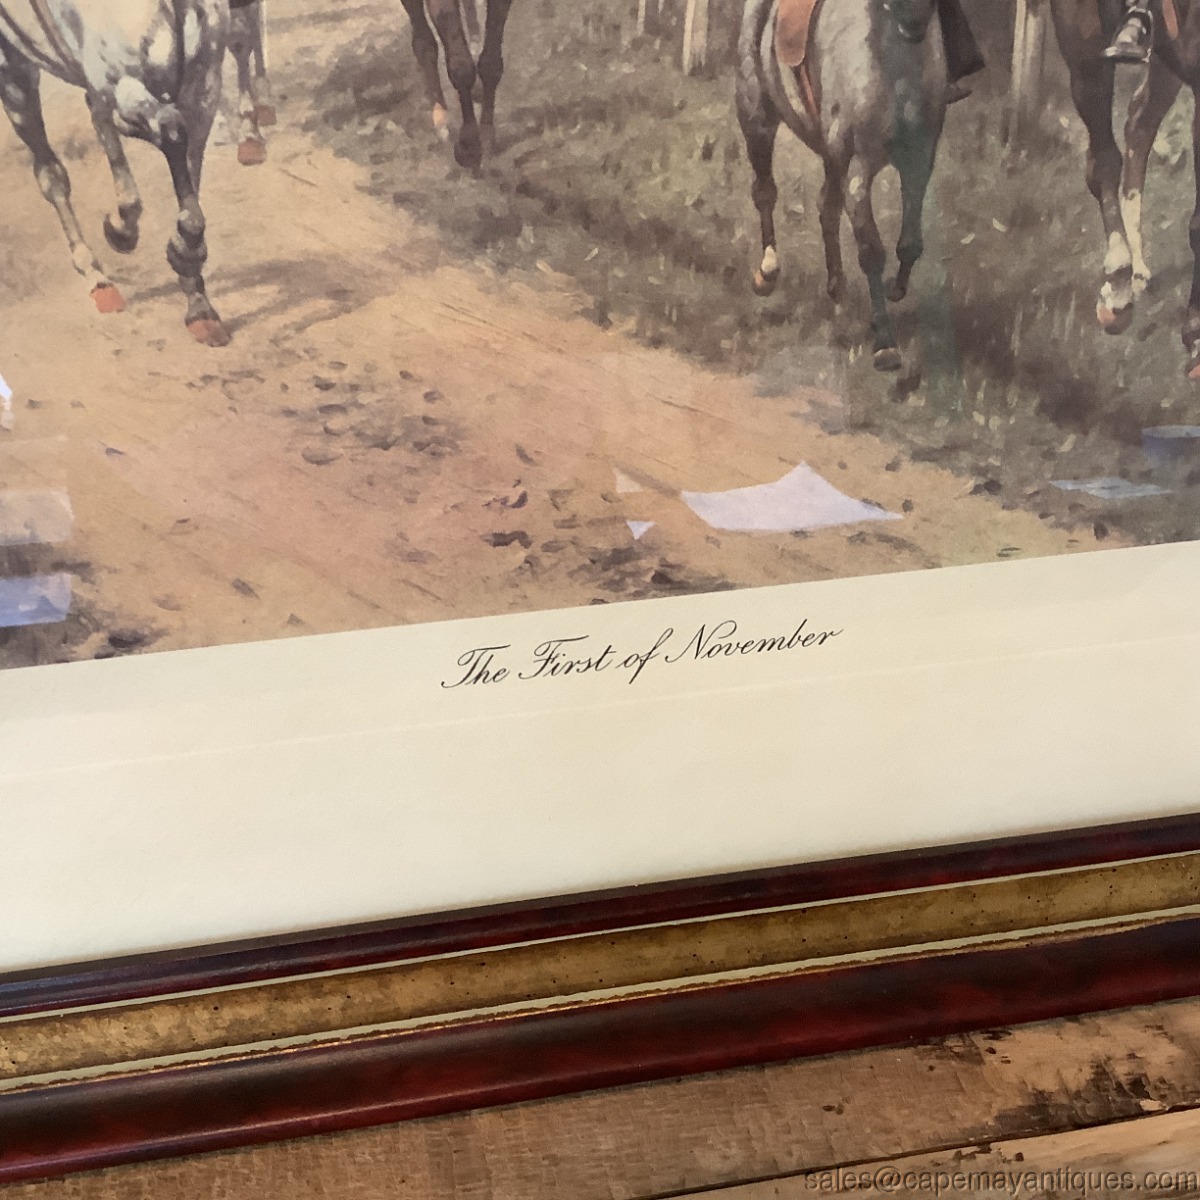 The First of November
sales@capemayantiques.com